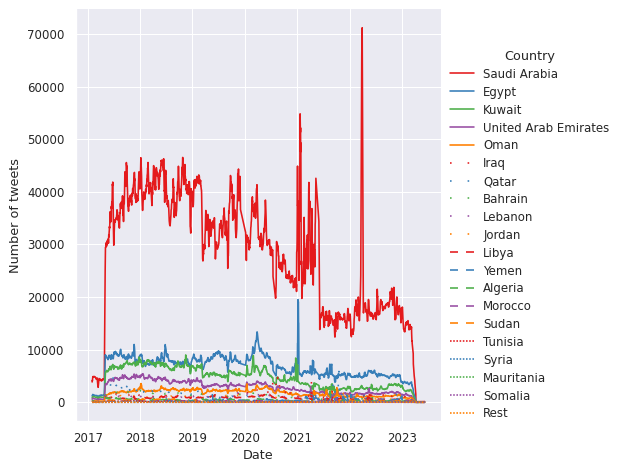 70000
60000
50000
40000
30000
20000
10000
0
Number of tweets
2017 2018 2019 2020 2021 2022 2023
Date
Country
Saudi Arabia
Egypt
Kuwait
United Arab Emirates
Oman
Iraq
Qatar
Bahrain
Lebanon
Jordan
Libya
Yemen
Algeria
Morocco
Sudan
Tunisia
Syria
Mauritania
Somalia
Rest